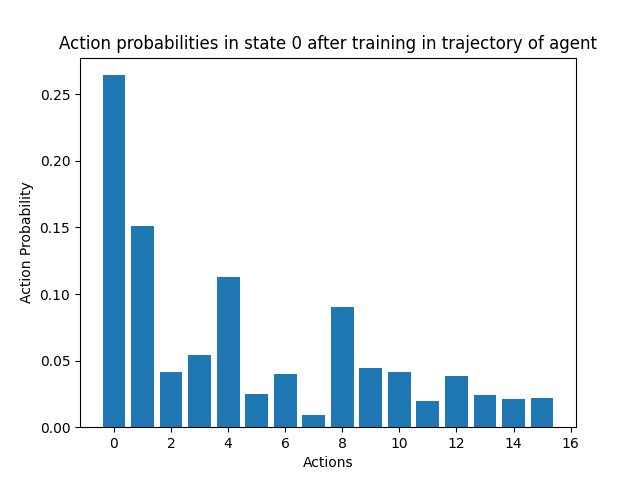 Action probabilities in state 0 after training in trajectory of agent
0.25
0.20
0.15
0.10
0.05
0.00
Action Probability
0 2 4 6 8 10 12 14 16
Actions